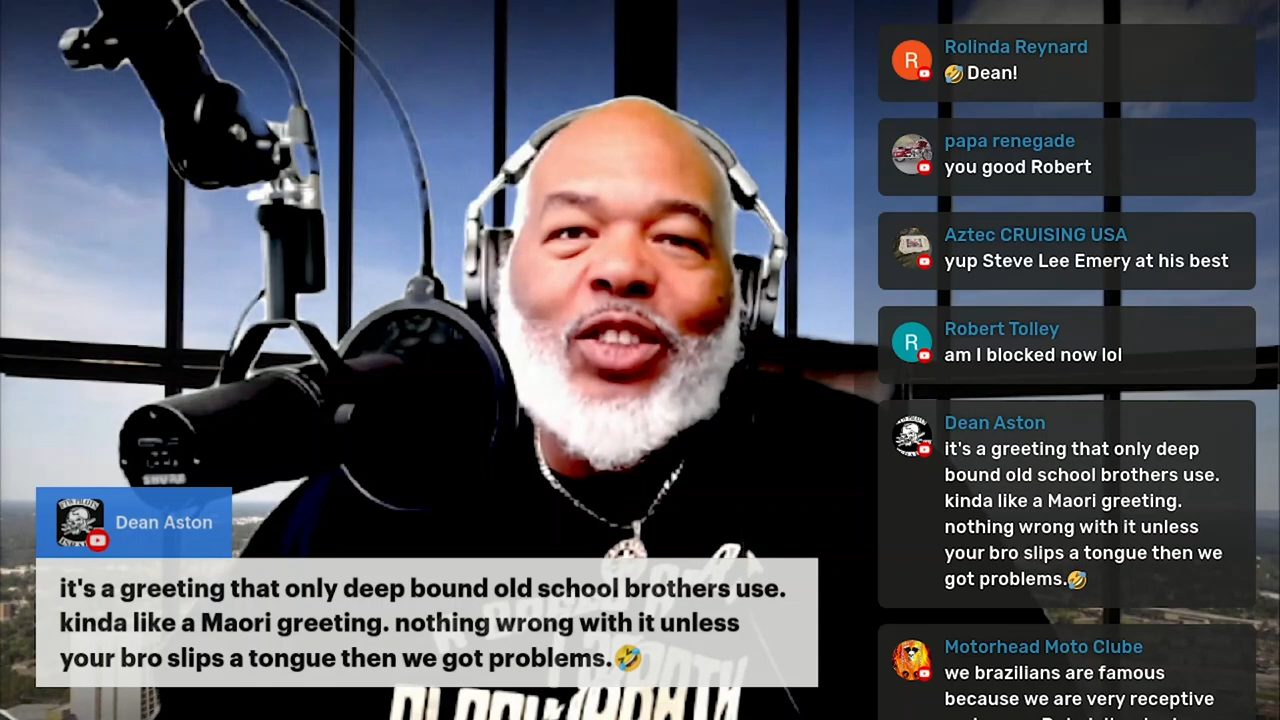 Rolinda Reynard
🤣Dean!
papa renegade
you good Robert
Aztec CRUISING USA
yup Steve Lee Emery at his best
R
Robert Tolley
am I blocked now lol
Dean Aston
it's a greeting that only deep
bound old school brothers use.
kinda like a Maori greeting.
nothing wrong with it unless
your bro slips a tongue then we
got problems.🤣
Motorhead Moto Clube
we brazilians are famous
because we are very receptive
R
SHURE
Dean Aston
it's a greeting that only deep bound old school brothers use.
kinda like a Maori greeting. nothing wrong with it unless
your bro slips a tongue then we got problems.🤣